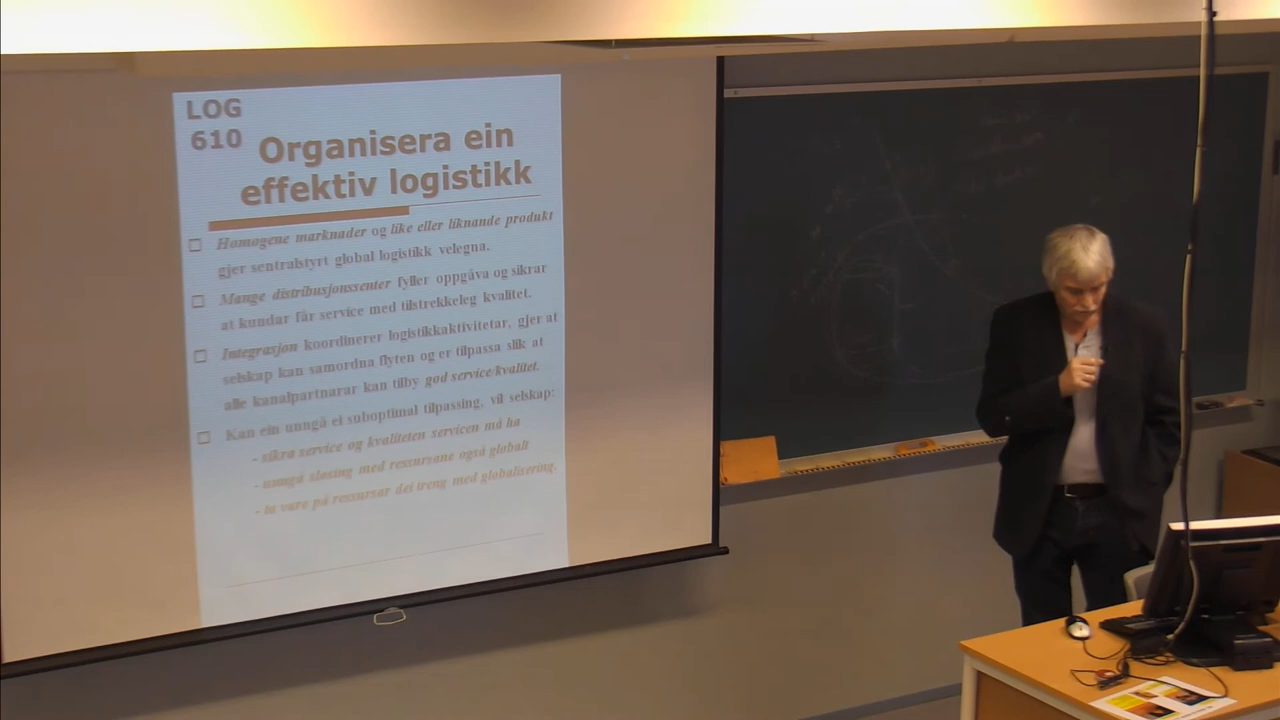 LOG
610
Organisera ein
effektiv logistikk
Homogene marknader og like eller liknande produkt
gjer sentralstyrt global logistikk velegna.
Mange distribusjonssenter fyller oppgåva og sikrar
at kundar får service med tilstrekkeleg kvalitet.
Integrasjon koordinerer logistikkaktivitetar, gjer at
selskap kan samordna flyten og er tilpassa slik at
alle kanalpartnarar kan tilby god service/kvalitet.
Kan ein unngå ei suboptimal tilpassing, vil selskap:
- sikra service og kvaliteten servicen må ha
- unngå sløsing med ressursane også globalt
- ta vare på ressursar dei treng med globalisering.